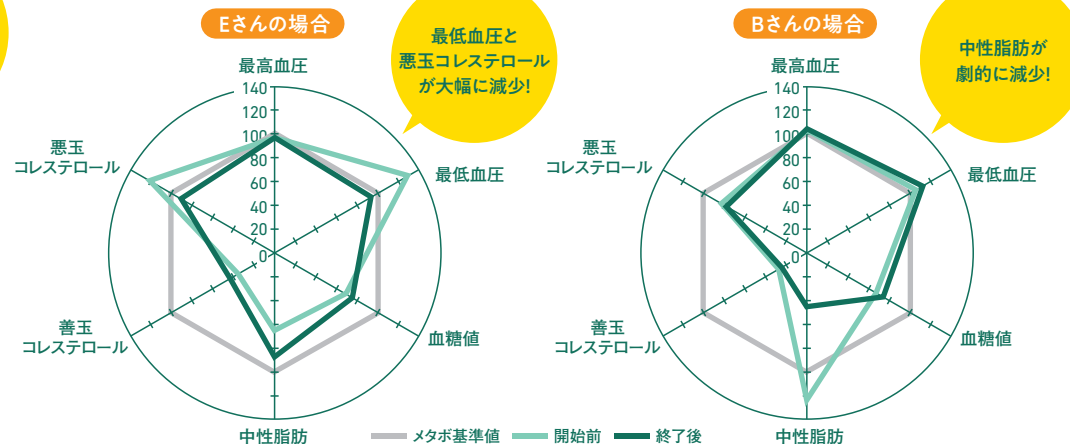 Eさんの場合
最低血圧と
悪玉コレステロール
が大幅に減少!
最高血圧
140
120
100
80
60
40
20
0
最低血圧
血糖値
中性脂肪
善玉
コレステロール
悪玉
コレステロール
Bさんの場合
中性脂肪が
劇的に減少!
最高血圧
140
120
100
80
60
40
20
0
最低血圧
血糖値
中性脂肪
善玉
コレステロール
悪玉
コレステロール
メタボ基準値 開始前 終了後